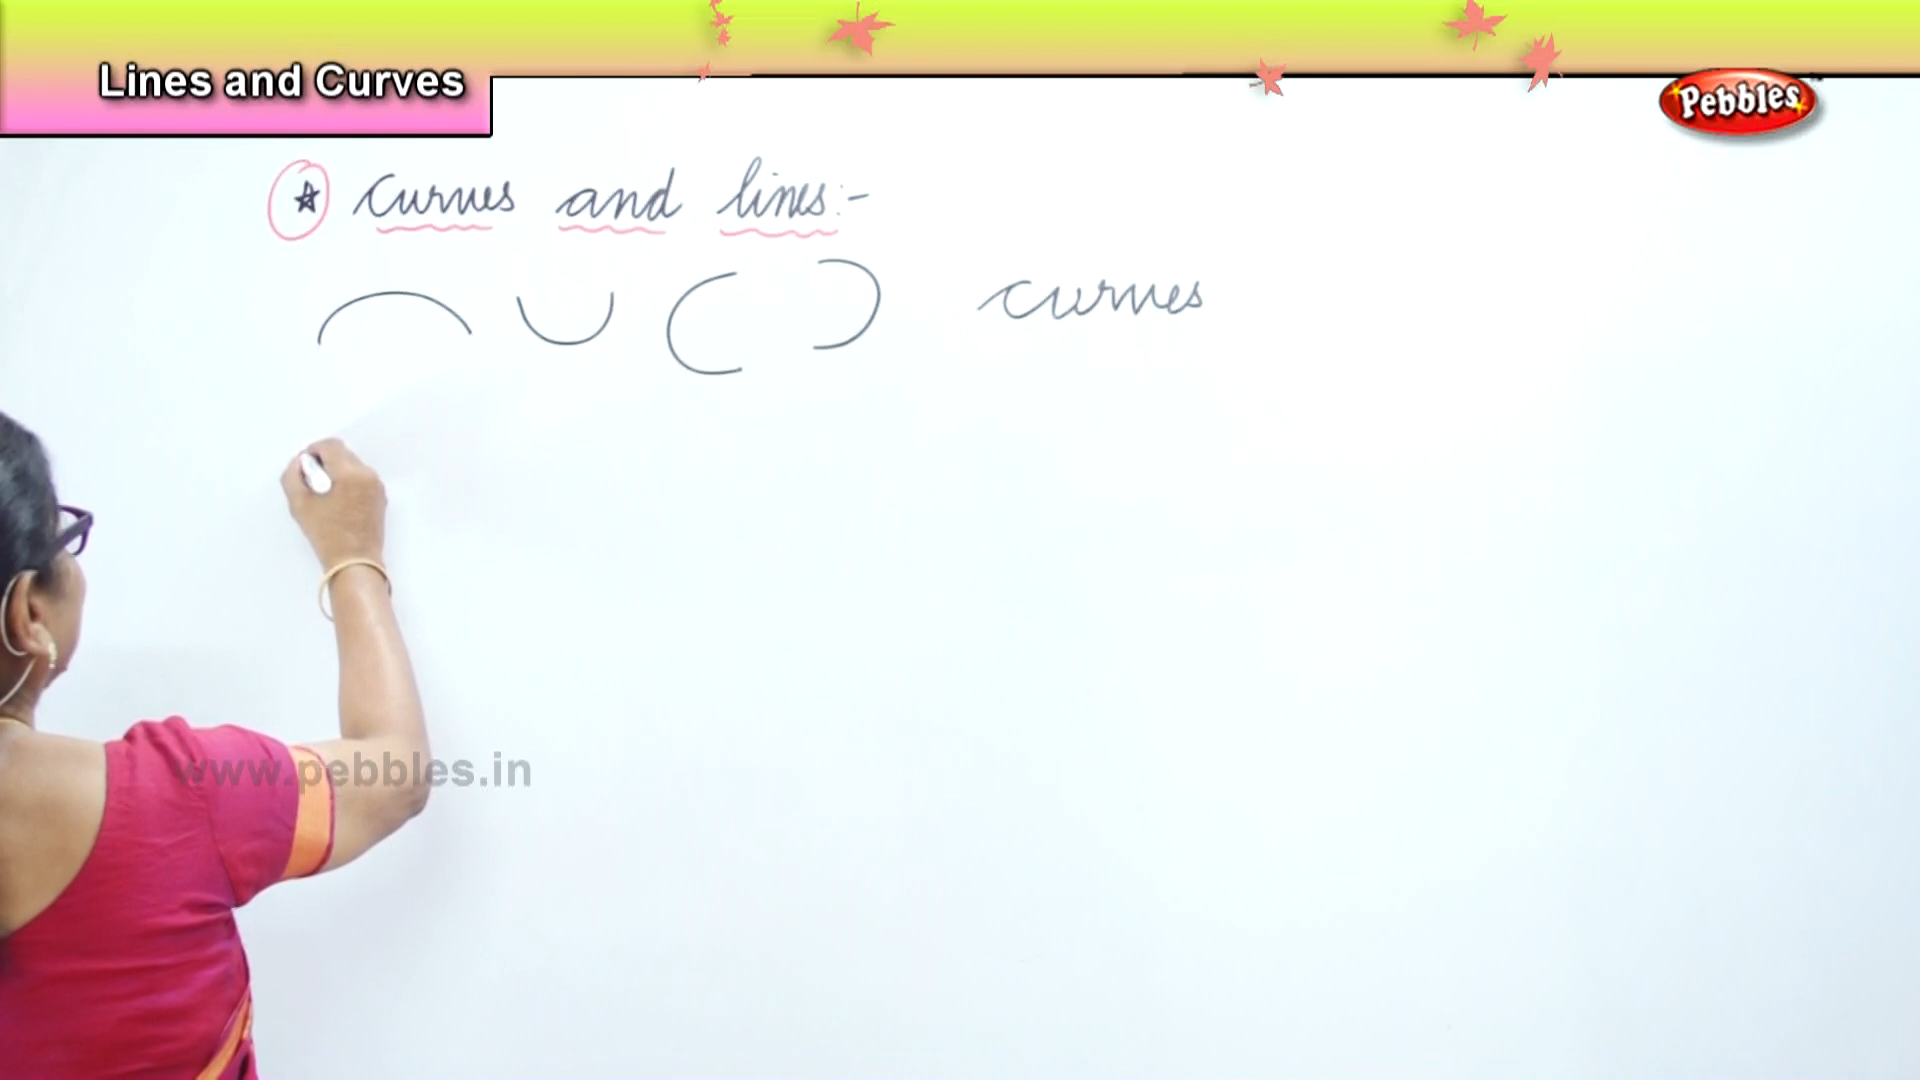 Lines and Curves
Pebbles
curves and lines:-
curves
www.pebbles.in